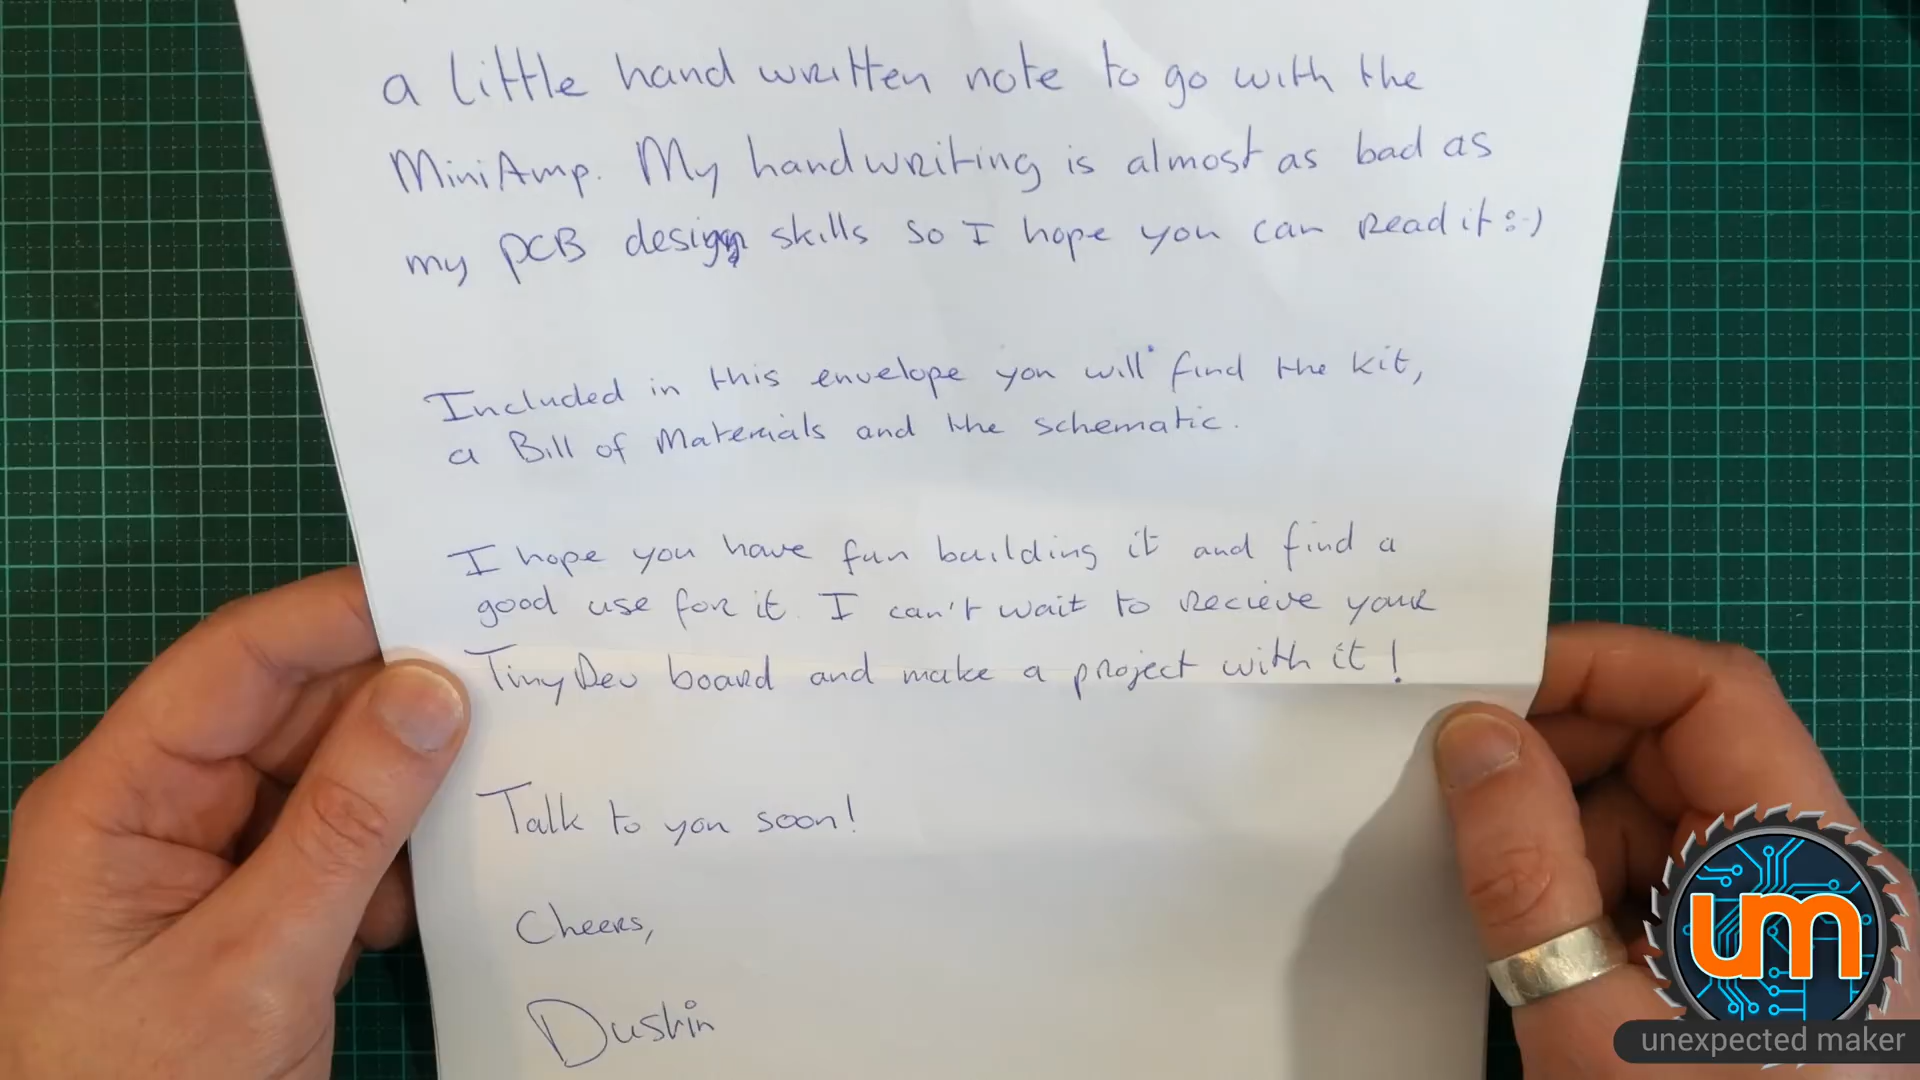 a little hand written note to go with the
MiniAmp. My handwriting is almost as bad as
my PCB design skills so I hope you can read it :-)
Included in this envelope you will find the kit,
a Bill of Materials and the schematic.
I hope you have fun building it and find a
good use for it. I can't wait to recieve your
TinyDev board and make a project with it!
Talk to you soon!
Cheers,
Dustin
um
unexpected maker